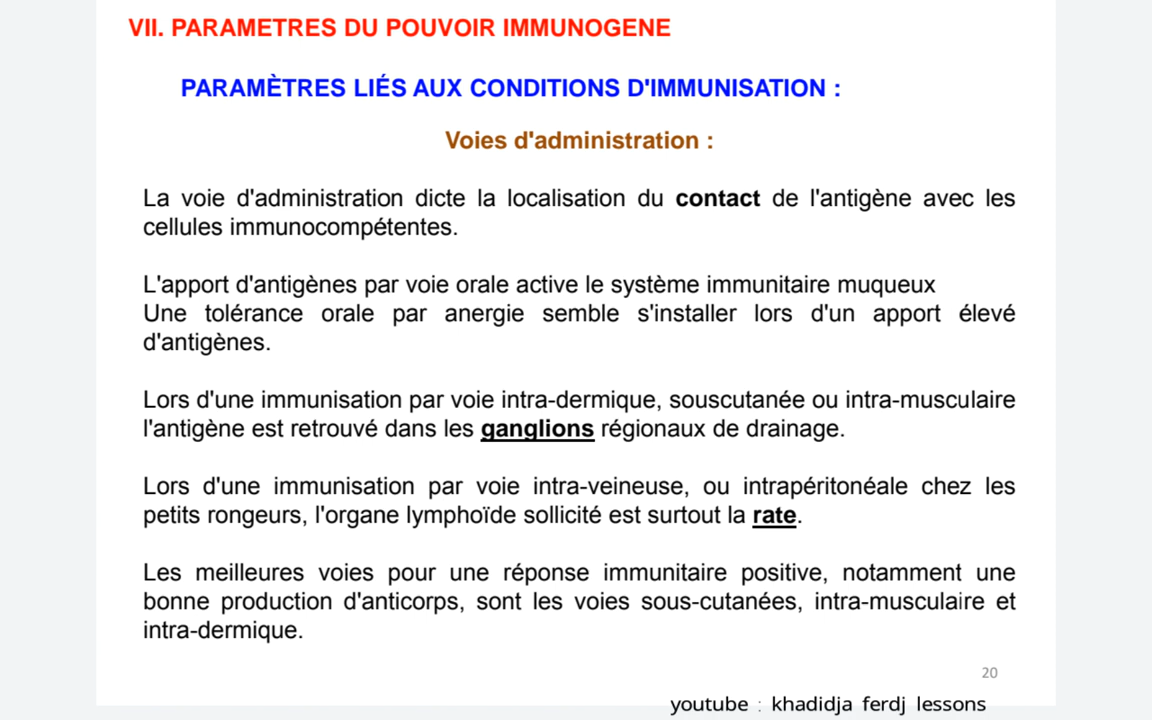 VII. PARAMETRES DU POUVOIR IMMUNOGENE
PARAMÈTRES LIÉS AUX CONDITIONS D'IMMUNISATION :
Voies d'administration :
La voie d'administration dicte la localisation du contact de l'antigène avec les
cellules immunocompétentes.
L'apport d'antigènes par voie orale active le système immunitaire muqueux
Une tolérance orale par anergie semble s'installer lors d'un apport élevé
d'antigènes.
Lors d'une immunisation par voie intra-dermique, souscutanée ou intra-musculaire
l'antigène est retrouvé dans les ganglions régionaux de drainage.
Lors d'une immunisation par voie intra-veineuse, ou intrapéritonéale chez les
petits rongeurs, l'organe lymphoïde sollicité est surtout la rate.
Les meilleures voies pour une réponse immunitaire positive, notamment une
bonne production d'anticorps, sont les voies sous-cutanées, intra-musculaire et
intra-dermique.
20
youtube : khadidja ferdj lessons